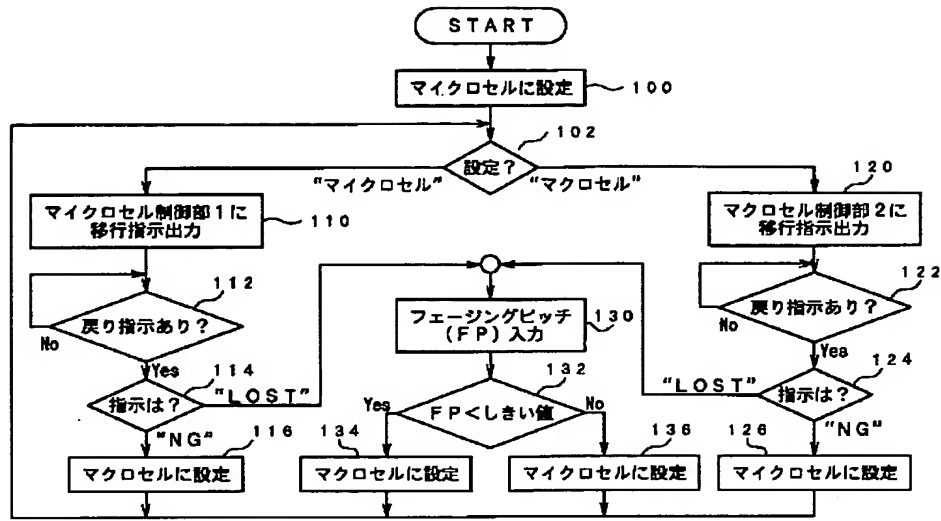 START
マイクロセルに設定
100
102
設定？
"マイクロセル"
"マクロセル"
マイクロセル制御部1に
移行指示出力
110
120
マクロセル制御部2に
移行指示出力
112
戻り指示あり？
No
Yes
114
指示は？
"LOST"
"NG"
116
マクロセルに設定
フェージングピッチ
(FP)入力
130
132
FP<しきい値
Yes
No
134
マクロセルに設定
136
マイクロセルに設定
122
戻り指示あり？
No
Yes
124
指示は？
"LOST"
"NG"
126
マイクロセルに設定